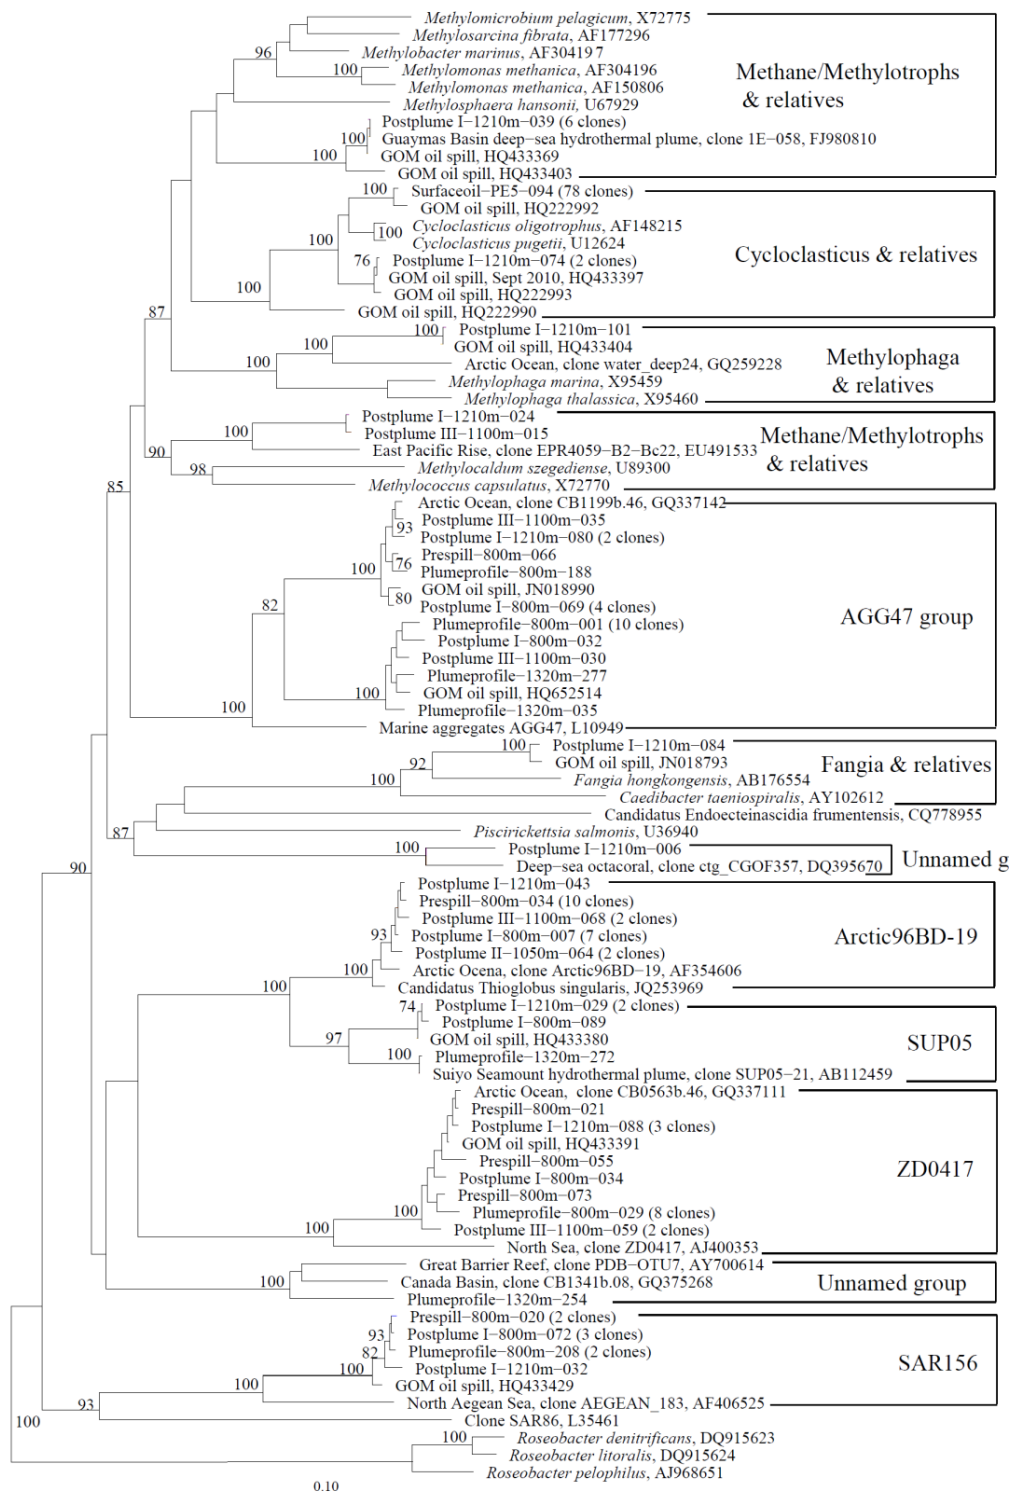 Methylomicrobium pelagicum, X72775
Methylosarcina fibrata, AF177296
96
Methylobacter marinus, AF304197
100
Methylomonas methanica, AF304196
Methylomonas methanica, AF150806
Methane/Methylotrophs
& relatives
Methylosphaera hansonii, U67929
Postplume I−1210m−039 (6 clones)
100
Guaymas Basin deep−sea hydrothermal plume, clone 1E−058, FJ980810
100
GOM oil spill, HQ433369
GOM oil spill, HQ433403
100
Surfaceoil−PE5−094 (78 clones)
GOM oil spill, HQ222992
Cycloclasticus oligotrophus, AF148215
100
100
Cycloclasticus pugetii, U12624
Cycloclasticus & relatives
76
Postplume I−1210m−074 (2 clones)
GOM oil spill, Sept 2010, HQ433397
100
GOM oil spill, HQ222993
GOM oil spill, HQ222990
87
100
Postplume I−1210m−101
100
GOM oil spill, HQ433404
100
Arctic Ocean, clone water_deep24, GQ259228
Methylophaga
& relatives
Methylophaga marina, X95459
Methylophaga thalassica, X95460
Postplume I−1210m−024
100
Postplume III−1100m−015
Methane/Methylotrophs
& relatives
90
East Pacific Rise, clone EPR4059−B2−Bc22, EU491533
98
Methylocaldum szegediense, U89300
85
Methylococcus capsulatus, X72770
Arctic Ocean, clone CB1199b.46, GQ337142
93
Postplume III−1100m−035
Postplume I−1210m−080 (2 clones)
Prespill−800m−066
100
76
Plumeprofile−800m−188
GOM oil spill, JN018990
82
80
Postplume I−800m−069 (4 clones)
AGG47 group
Plumeprofile−800m−001 (10 clones)
Postplume I−800m−032
Postplume III−1100m−030
Plumeprofile−1320m−277
100
GOM oil spill, HQ652514
100
Plumeprofile−1320m−035
Marine aggregates AGG47, L10949
100
Postplume I−1210m−084
92
GOM oil spill, JN018793
Fangia & relatives
100
Fangia hongkongensis, AB176554
Caedibacter taeniospiralis, AY102612
Candidatus Endoecteinascidia frumentensis, CQ778955
87
Piscirickettsia salmonis, U36940
100
Postplume I−1210m−006
Deep−sea octacoral, clone ctg_CGOF357, DQ395670
Unnamed g
90
Postplume I−1210m−043
Prespill−800m−034 (10 clones)
Postplume III−1100m−068 (2 clones)
93
Postplume I−800m−007 (7 clones)
Arctic96BD-19
Postplume II−1050m−064 (2 clones)
100
Arctic Ocena, clone Arctic96BD−19, AF354606
100
Candidatus Thioglobus singularis, JQ253969
74
Postplume I−1210m−029 (2 clones)
Postplume I−800m−089
97
GOM oil spill, HQ433380
SUP05
100
Plumeprofile−1320m−272
Suiyo Seamount hydrothermal plume, clone SUP05−21, AB112459
Arctic Ocean, clone CB0563b.46, GQ337111
Prespill−800m−021
Postplume I−1210m−088 (3 clones)
GOM oil spill, HQ433391
Prespill−800m−055
ZD0417
Postplume I−800m−034
Prespill−800m−073
Plumeprofile−800m−029 (8 clones)
100
100
Postplume III−1100m−059 (2 clones)
North Sea, clone ZD0417, AJ400353
Great Barrier Reef, clone PDB−OTU7, AY700614
100
Canada Basin, clone CB1341b.08, GQ375268
Unnamed group
Plumeprofile−1320m−254
Prespill−800m−020 (2 clones)
93
Postplume I−800m−072 (3 clones)
82
Plumeprofile−800m−208 (2 clones)
SAR156
100
Postplume I−1210m−032
100
GOM oil spill, HQ433429
93
North Aegean Sea, clone AEGEAN_183, AF406525
100
Clone SAR86, L35461
100
Roseobacter denitrificans, DQ915623
Roseobacter litoralis, DQ915624
Roseobacter pelophilus, AJ968651
0.10